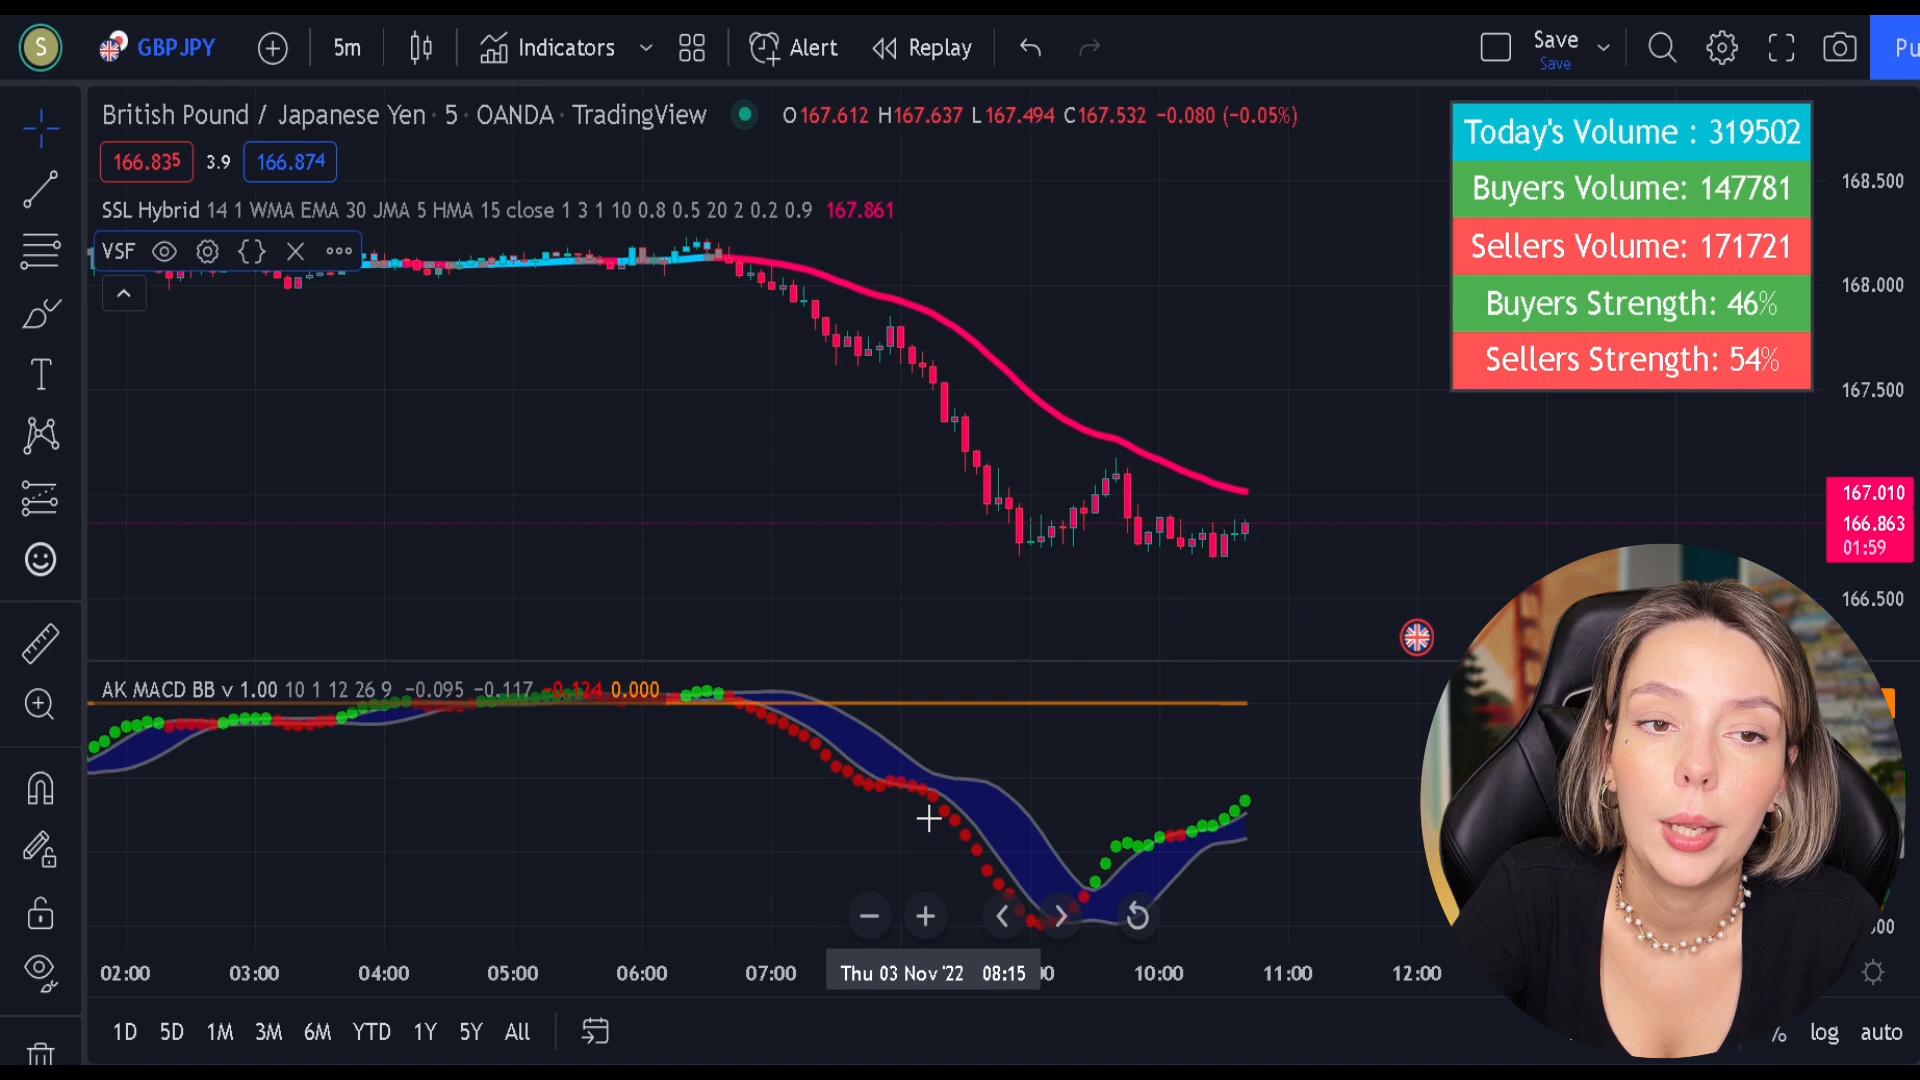 S GBPJPY 5m Indicators Alert Replay Save Pu
Save
British Pound / Japanese Yen · 5 · OANDA · TradingView O167.612 H167.637 L167.494 C167.532 −0.080 (−0.05%)
166.835 3.9 166.874
SSL Hybrid 14 1 WMA EMA 30 JMA 5 HMA 15 close 1 3 1 10 0.8 0.5 20 2 0.2 0.9 167.861
VSF
Today's Volume : 319502
Buyers Volume: 147781
Sellers Volume: 171721
Buyers Strength: 46%
Sellers Strength: 54%
168.500
168.000
167.500
167.010
166.863
01:59
166.500
AK MACD BB v 1.00 10 1 12 26 9 −0.095 −0.117 −0.124 0.000
02:00 03:00 04:00 05:00 06:00 07:00 Thu 03 Nov '22 08:15 10:00 11:00 12:00
1D 5D 1M 3M 6M YTD 1Y 5Y All % log auto